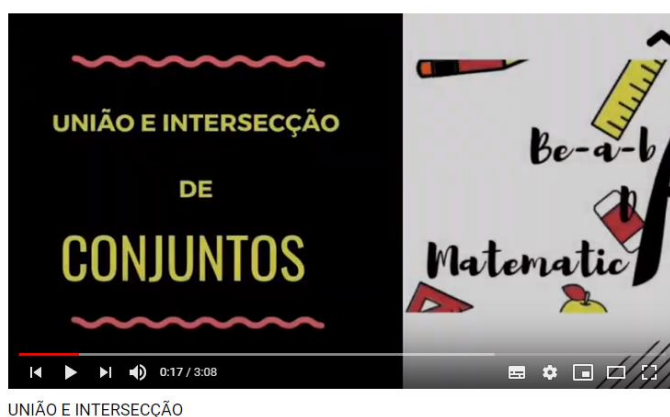 UNIÃO E INTERSECÇÃO
DE
CONJUNTOS
Be-a-b
Matematic
0:17 / 3:08
UNIÃO E INTERSECÇÃO